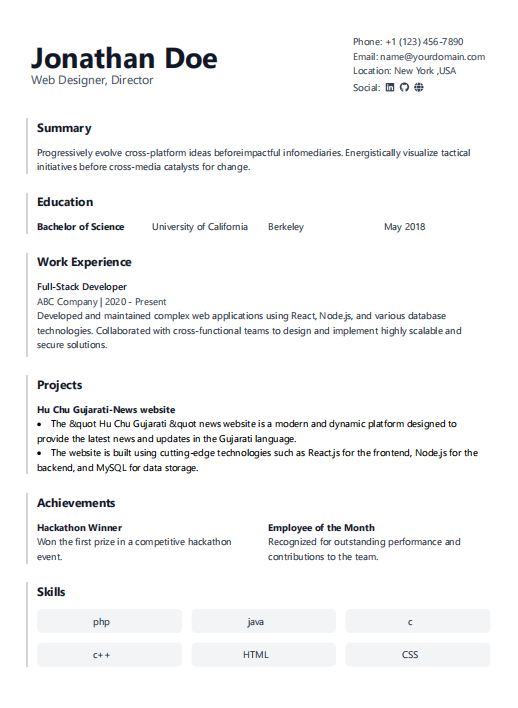 Jonathan Doe
Web Designer, Director
Phone: +1 (123) 456-7890
Email: name@yourdomain.com
Location: New York ,USA
Social:
Summary
Progressively evolve cross-platform ideas beforeimpactful infomediaries. Energistically visualize tactical
initiatives before cross-media catalysts for change.
Education
Bachelor of Science University of California Berkeley May 2018
Work Experience
Full-Stack Developer
ABC Company | 2020 - Present
Developed and maintained complex web applications using React, Node.js, and various database
technologies. Collaborated with cross-functional teams to design and implement highly scalable and
secure solutions.
Projects
Hu Chu Gujarati-News website
• The &quot Hu Chu Gujarati &quot news website is a modern and dynamic platform designed to
provide the latest news and updates in the Gujarati language.
• The website is built using cutting-edge technologies such as React.js for the frontend, Node.js for the
backend, and MySQL for data storage.
Achievements
Hackathon Winner
Won the first prize in a competitive hackathon
event.
Employee of the Month
Recognized for outstanding performance and
contributions to the team.
Skills
php java c
c++ HTML CSS